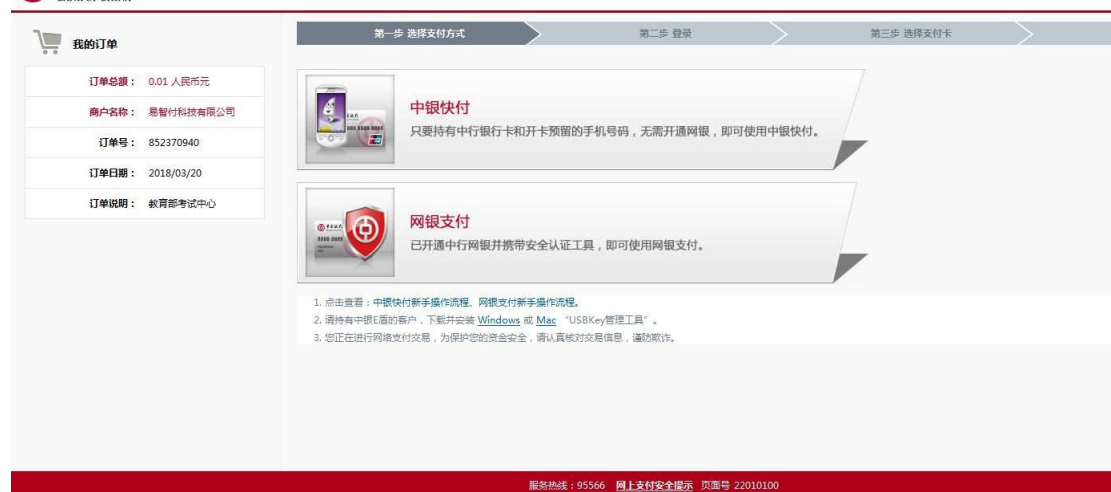 我的订单
第一步 选择支付方式
第二步 登录
第三步 选择支付卡
订单总额： 0.01 人民币元
商户名称： 易智付科技有限公司
订单号： 852370940
订单日期： 2018/03/20
订单说明： 教育部考试中心
中银快付
只要持有中行银行卡和开卡预留的手机号码，无需开通网银，即可使用中银快付。
网银支付
已开通中行网银并携带安全认证工具，即可使用网银支付。
1. 点击查看：中银快付新手操作流程、网银支付新手操作流程。
2. 请持有中银E盾的客户，下载并安装 Windows 或 Mac “USBKey管理工具”。
3. 您正在进行网络支付交易，为保护您的资金安全，请认真核对交易信息，谨防欺诈。
服务热线：95566 网上支付安全提示 页面号 22010100